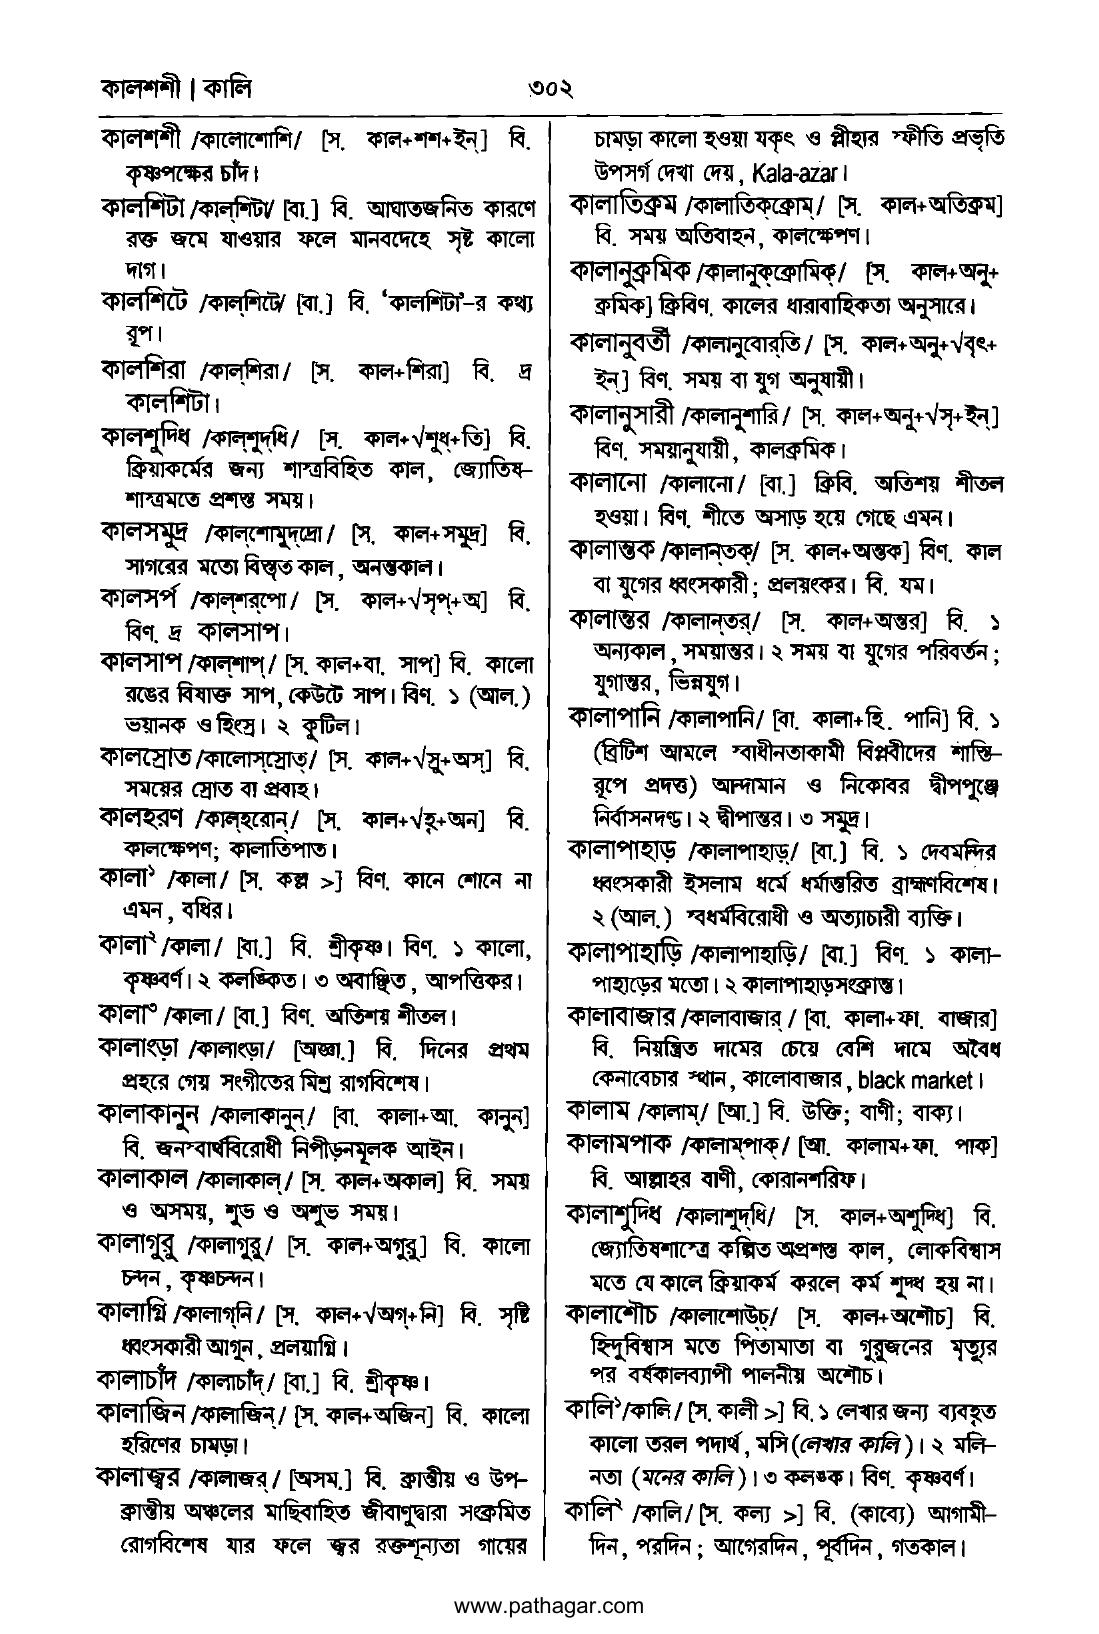 কালশশী | কালি
৩০২
কালশশী /কালোশোশি/ [স. কাল+শশ+ইন্] বি.
কৃষ্ণপক্ষের চাঁদ।
কালশিটা /কাল্‌শিটা/ [বা.] বি. আঘাতজনিত কারণে
রক্ত জমে যাওয়ার ফলে মানবদেহে সৃষ্ট কালো
দাগ।
কালশিটে /কাল্‌শিটে/ [বা.] বি. ‘কালশিটা’–র কথ্য
রূপ।
কালশিরা /কাল্‌শিরা/ [স. কাল+শিরা] বি. দ্র
কালশিটা।
কালশুদ্ধি /কাল্‌শুদ্‌ধি/ [স. কাল+√শুধ্+তি] বি.
ক্রিয়াকর্মের জন্য শাস্ত্রবিহিত কাল, জ্যোতিষ–
শাস্ত্রমতে প্রশস্ত সময়।
কালসমুদ্র /কাল্‌শোমুদ্‌দ্রো/ [স. কাল+সমুদ্র] বি.
সাগরের মতো বিস্তৃত কাল, অনন্তকাল।
কালসর্প /কাল্‌শর্‌পো/ [স. কাল+√সৃপ্+অ] বি.
বিণ. দ্র কালসাপ।
কালসাপ /কাল্‌শাপ্/ [স. কাল+বা. সাপ] বি. কালো
রঙের বিষাক্ত সাপ, কেউটে সাপ। বিণ. ১ (আল.)
ভয়ানক ও হিংস্র। ২ কুটিল।
কালস্রোত /কালোস্‌স্রোত্/ [স. কাল+√স্রু+অস্] বি.
সময়ের স্রোত বা প্রবাহ।
কালহরণ /কাল্‌হরোন্/ [স. কাল+√হৃ+অন] বি.
কালক্ষেপণ; কালাতিপাত।
কালা১ /কালা/ [স. কল্ল >] বিণ. কানে শোনে না
এমন, বধির।
কালা২ /কালা/ [বা.] বি. শ্রীকৃষ্ণ। বিণ. ১ কালো,
কৃষ্ণবর্ণ। ২ কলঙ্কিত। ৩ অবাঞ্ছিত, আপত্তিকর।
কালা৩ /কালা/ [বা.] বিণ. অতিশয় শীতল।
কালাংড়া /কালাংড়া/ [অজ্ঞা.] বি. দিনের প্রথম
প্রহরে গেয় সংগীতের মিশ্র রাগবিশেষ।
কালাকানুন /কালাকানুন্/ [বা. কালা+আ. কানুন]
বি. জনস্বার্থবিরোধী নিপীড়নমূলক আইন।
কালাকাল /কালাকাল্/ [স. কাল+অকাল] বি. সময়
ও অসময়, শুভ ও অশুভ সময়।
কালাগুরু /কালাগুরু/ [স. কাল+অগুরু] বি. কালো
চন্দন, কৃষ্ণচন্দন।
কালাগ্নি /কালাগ্‌নি/ [স. কাল+√অগ্+নি] বি. সৃষ্টি
ধ্বংসকারী আগুন, প্রলয়াগ্নি।
কালাচাঁদ /কালাচাঁদ্/ [বা.] বি. শ্রীকৃষ্ণ।
কালাজিন /কালাজিন্/ [স. কাল+অজিন] বি. কালো
হরিণের চামড়া।
কালাজ্বর /কালাজর্/ [অসম.] বি. ক্রান্তীয় ও উপ–
ক্রান্তীয় অঞ্চলের মাছিবাহিত জীবাণুদ্বারা সংক্রমিত
রোগবিশেষ যার ফলে জ্বর রক্তশূন্যতা গায়ের
চামড়া কালো হওয়া যকৃৎ ও প্লীহার স্ফীতি প্রভৃতি
উপসর্গ দেখা দেয়, Kala-azar।
কালাতিক্রম /কালাতিক্‌ক্রোম্/ [স. কাল+অতিক্রম]
বি. সময় অতিবাহন, কালক্ষেপণ।
কালানুক্রমিক /কালানুক্‌ক্রোমিক্/ [স. কাল+অনু+
ক্রমিক] ক্রিবিণ. কালের ধারাবাহিকতা অনুসারে।
কালানুবর্তী /কালানুবোর্‌তি/ [স. কাল+অনু+√বৃৎ+
ইন্] বিণ. সময় বা যুগ অনুযায়ী।
কালানুসারী /কালানুশারি/ [স. কাল+অনু+√সৃ+ইন্]
বিণ. সময়ানুযায়ী, কালক্রমিক।
কালানো /কালানো/ [বা.] ক্রিবি. অতিশয় শীতল
হওয়া। বিণ. শীতে অসাড় হয়ে গেছে এমন।
কালান্তক /কালান্‌তক্/ [স. কাল+অন্তক] বিণ. কাল
বা যুগের ধ্বংসকারী; প্রলয়ংকর। বি. যম।
কালান্তর /কালান্‌তর্/ [স. কাল+অন্তর] বি. ১
অন্যকাল, সময়ান্তর। ২ সময় বা যুগের পরিবর্তন;
যুগান্তর, ভিন্নযুগ।
কালাপানি /কালাপানি/ [বা. কালা+হি. পানি] বি. ১
(ব্রিটিশ আমলে স্বাধীনতাকামী বিপ্লবীদের শাস্তি–
রূপে প্রদত্ত) আন্দামান ও নিকোবর দ্বীপপুঞ্জে
নির্বাসনদণ্ড। ২ দ্বীপান্তর। ৩ সমুদ্র।
কালাপাহাড় /কালাপাহাড়্/ [বা.] বি. ১ দেবমন্দির
ধ্বংসকারী ইসলাম ধর্মে ধর্মান্তরিত ব্রাহ্মণবিশেষ।
২ (আল.) স্বধর্মবিরোধী ও অত্যাচারী ব্যক্তি।
কালাপাহাড়ি /কালাপাহাড়ি/ [বা.] বিণ. ১ কালা–
পাহাড়ের মতো। ২ কালাপাহাড়সংক্রান্ত।
কালাবাজার /কালাবাজার্/ [বা. কালা+ফা. বাজার]
বি. নিয়ন্ত্রিত দামের চেয়ে বেশি দামে অবৈধ
কেনাবেচার স্থান, কালোবাজার, black market।
কালাম /কালাম্/ [আ.] বি. উক্তি; বাণী; বাক্য।
কালামপাক /কালাম্‌পাক্/ [আ. কালাম+ফা. পাক]
বি. আল্লাহর বাণী, কোরানশরিফ।
কালাশুদ্ধি /কালাশুদ্‌ধি/ [স. কাল+অশুদ্ধি] বি.
জ্যোতিষশাস্ত্রে কল্পিত অপ্রশস্ত কাল, লোকবিশ্বাস
মতে যে কালে ক্রিয়াকর্ম করলে কর্ম শুদ্ধ হয় না।
কালাশৌচ /কালাশোউচ্/ [স. কাল+অশৌচ] বি.
হিন্দুবিশ্বাস মতে পিতামাতা বা গুরুজনের মৃত্যুর
পর বর্ষকালব্যাপী পালনীয় অশৌচ।
কালি১ /কালি/ [স. কালী >] বি. ১ লেখার জন্য ব্যবহৃত
কালো তরল পদার্থ, মসি (লেখার কালি)। ২ মলি–
নতা (মনের কালি)। ৩ কলঙ্ক। বিণ. কৃষ্ণবর্ণ।
কালি২ /কালি/ [স. কল্য >] বি. (কাব্যে) আগামী–
দিন, পরদিন; আগেরদিন, পূর্বদিন, গতকাল।
www.pathagar.com